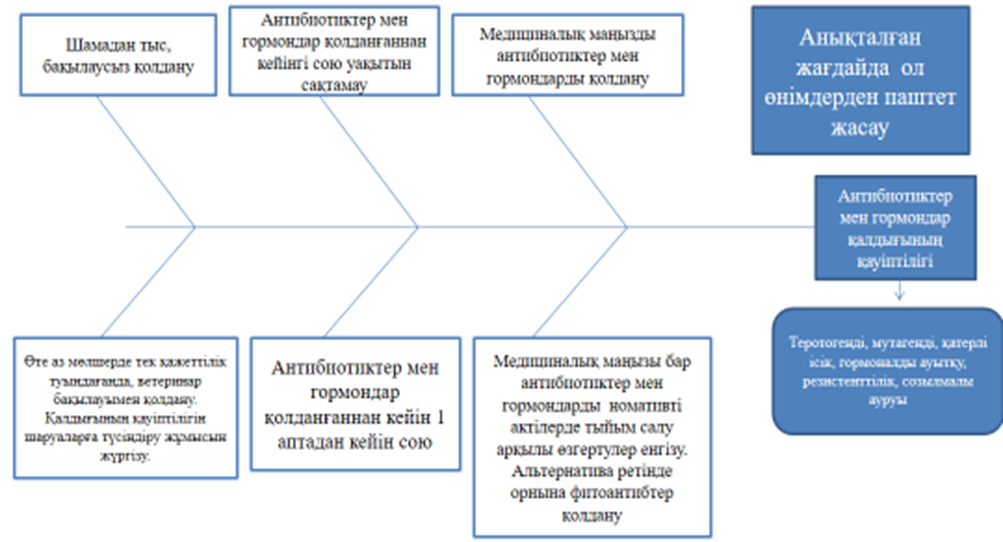 Шамадан тыс,
бақылаусыз қолдану
Антибиотиктер мен
гормондар қолданғаннан
кейінгі сою уақытын
сақтамау
Медициналық маңызды
антибиотиктер мен
гормондарды қолдану
Анықталған
жағдайда ол
өнімдерден паштет
жасау
Антибиотиктер
мен гормондар
қалдығының
қауіптілігі
Өте аз мөлшерде тек қажеттілік
туындағанда, ветеринар
бақылауымен қолдану.
Қалдығының қауіптілігін
шаруаларға түсіндіру жұмысын
жүргізу.
Антибиотиктер мен
гормондар
қолданғаннан кейін 1
аптадан кейін сою
Медициналық маңызы бар
антибиотиктер мен
гормондарды номативті
актілерде тыйым салу
арқылы өзгертулер енгізу.
Альтернатива ретінде
орнына фитоантибтер
қолдану
Теротогенді, мутагенді, қатерлі
ісік, гормоналды ауытқу,
резистенттілік, созылмалы
ауруы